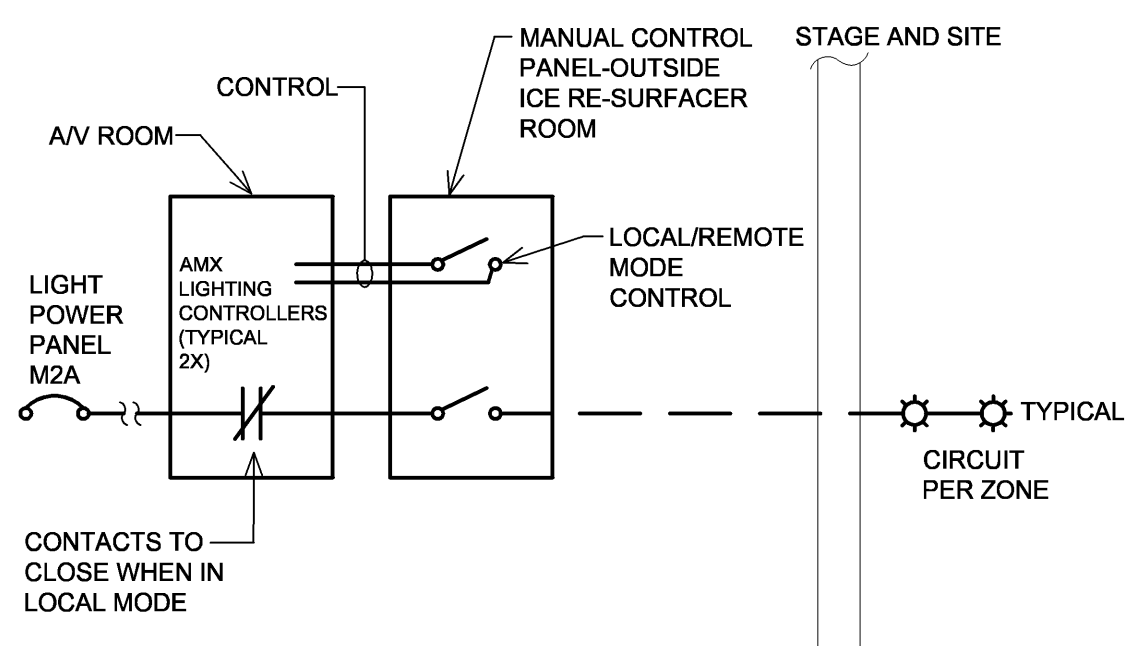 MANUAL CONTROL
PANEL-OUTSIDE
ICE RE-SURFACER
ROOM
STAGE AND SITE
CONTROL
A/V ROOM
LOCAL/REMOTE
MODE
CONTROL
AMX
LIGHTING
CONTROLLERS
(TYPICAL
2X)
LIGHT
POWER
PANEL
M2A
TYPICAL
CIRCUIT
PER ZONE
CONTACTS TO
CLOSE WHEN IN
LOCAL MODE